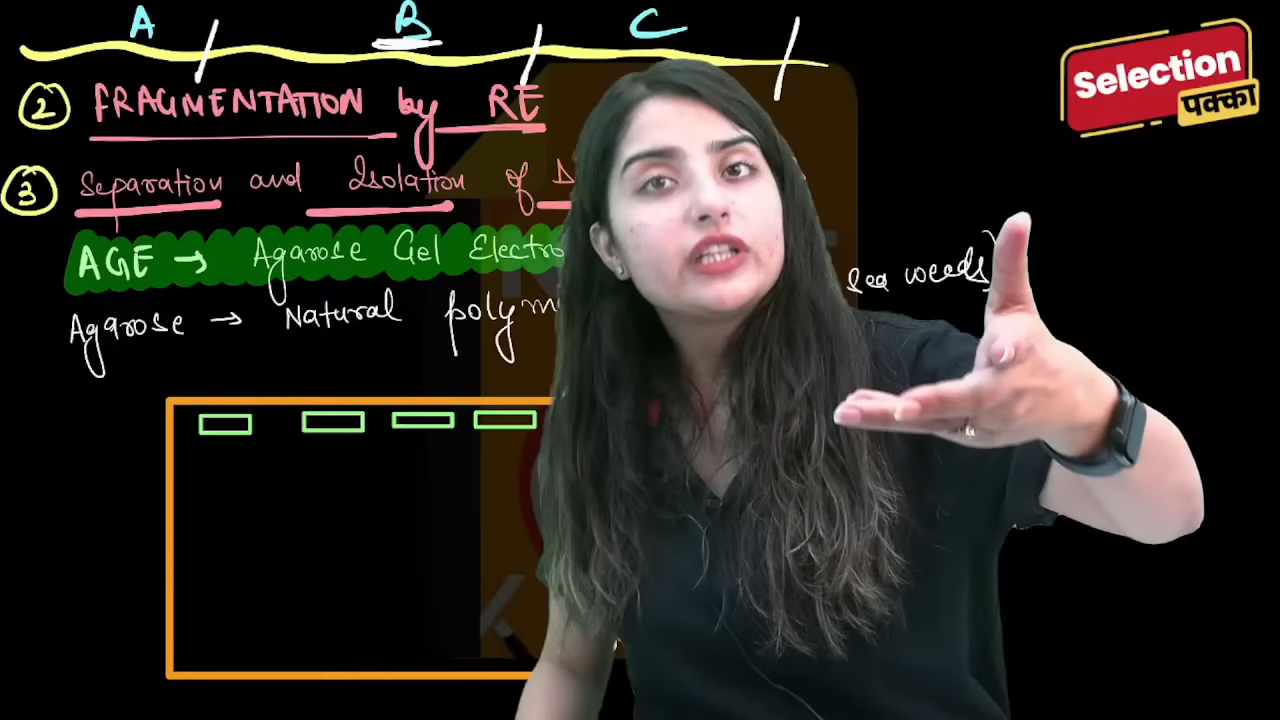 A B C
Selection
पक्का
2 FRAGMENTATION by RE
3 Separation and Isolation of
AGE → Agarose Gel Electro
sea weeds)
Agarose → Natural polym